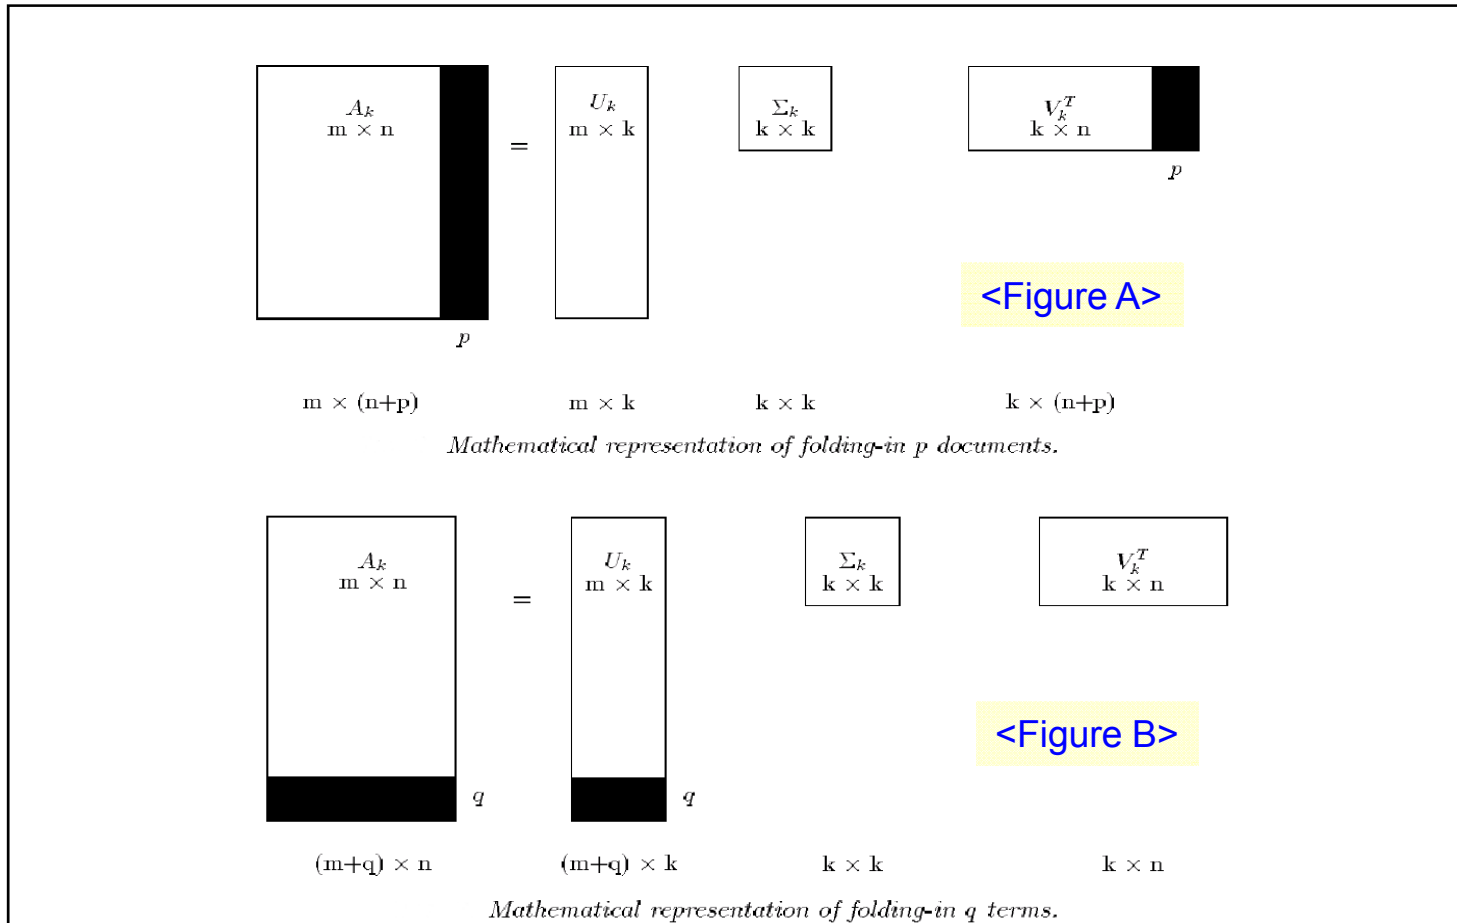 A_k U_k Σ_k V_k^T
m × n m × k k × k k × n
=
p
<Figure A>
p
m × (n+p) m × k k × k k × (n+p)
Mathematical representation of folding-in p documents.
A_k U_k Σ_k V_k^T
m × n m × k k × k k × n
=
<Figure B>
q q
(m+q) × n (m+q) × k k × k k × n
Mathematical representation of folding-in q terms.